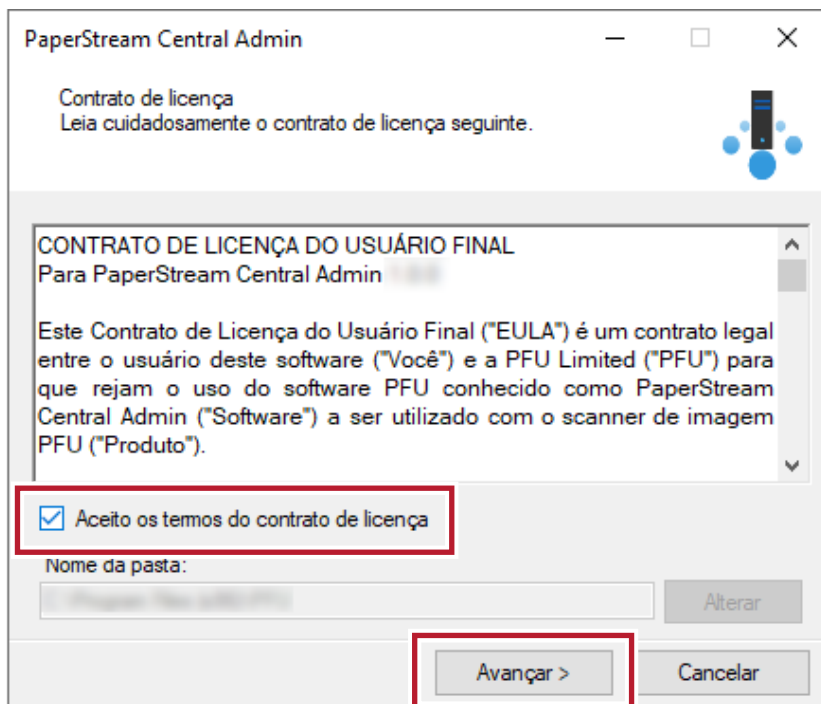 PaperStream Central Admin
Contrato de licença
Leia cuidadosamente o contrato de licença seguinte.
CONTRATO DE LICENÇA DO USUÁRIO FINAL
Para PaperStream Central Admin
Este Contrato de Licença do Usuário Final ("EULA") é um contrato legal
entre o usuário deste software ("Você") e a PFU Limited ("PFU") para
que rejam o uso do software PFU conhecido como PaperStream
Central Admin ("Software") a ser utilizado com o scanner de imagem
PFU ("Produto").
Aceito os termos do contrato de licença
Nome da pasta:
Alterar
Avançar >
Cancelar